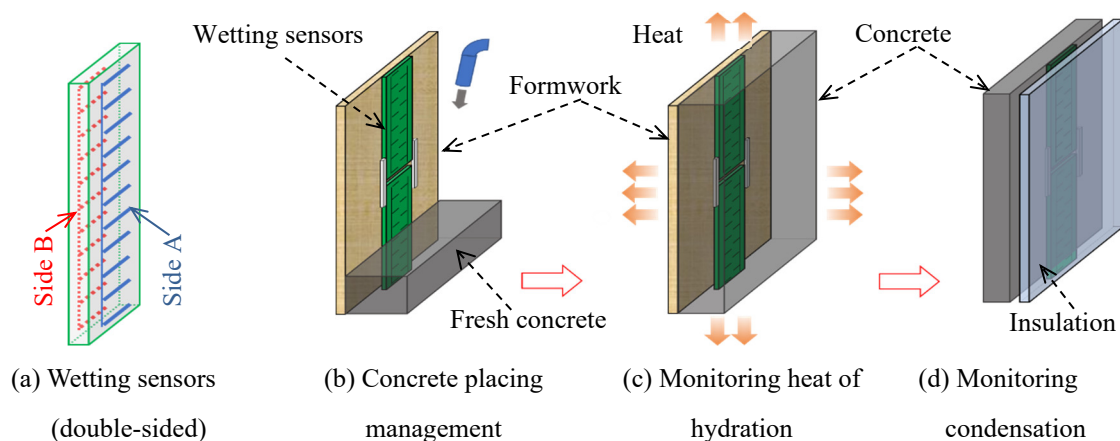 Wetting sensors
Heat
Concrete
Formwork
Side B
Side A
Fresh concrete
Insulation
(a) Wetting sensors
(double-sided)
(b) Concrete placing
management
(c) Monitoring heat of
hydration
(d) Monitoring
condensation